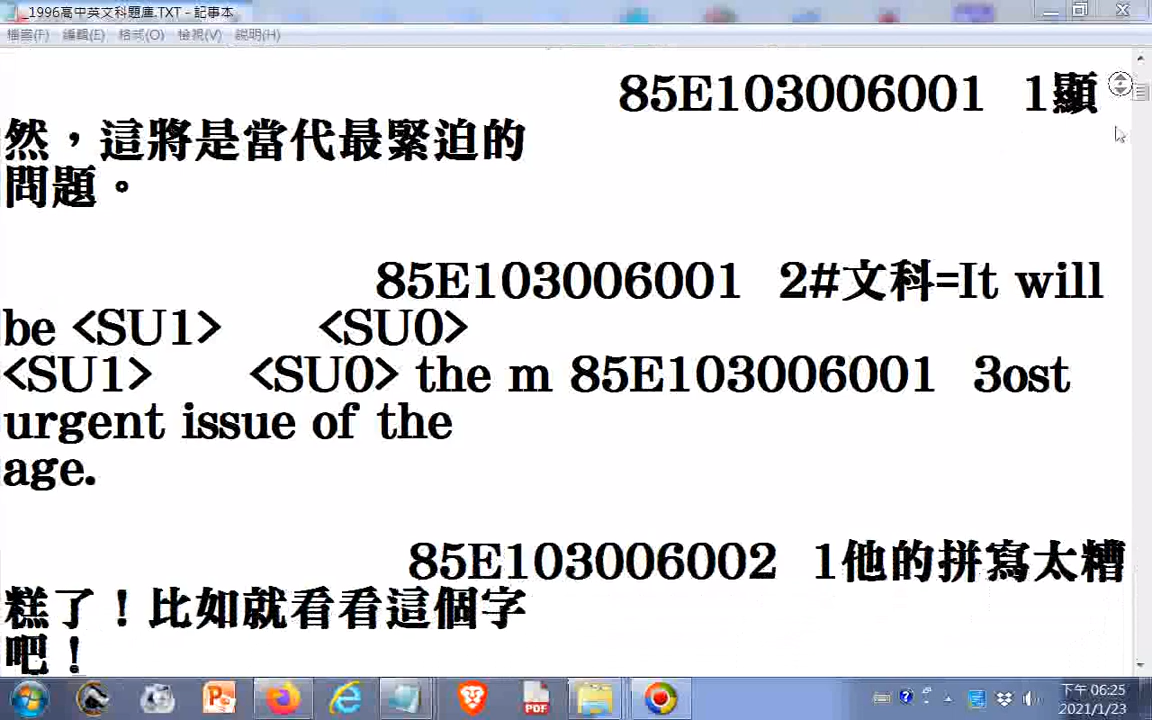 _1996高中英文科題庫.TXT - 記事本
檔案(F) 編輯(E) 格式(O) 檢視(V) 說明(H)
85E103006001 1顯
然，這將是當代最緊迫的
問題。
85E103006001 2#文科=It will
be <SU1> <SU0>
<SU1> <SU0> the m 85E103006001 3ost
urgent issue of the
age.
85E103006002 1他的拼寫太糟
糕了！比如就看看這個字
吧！
PDF
下午 06:25
2021/1/23